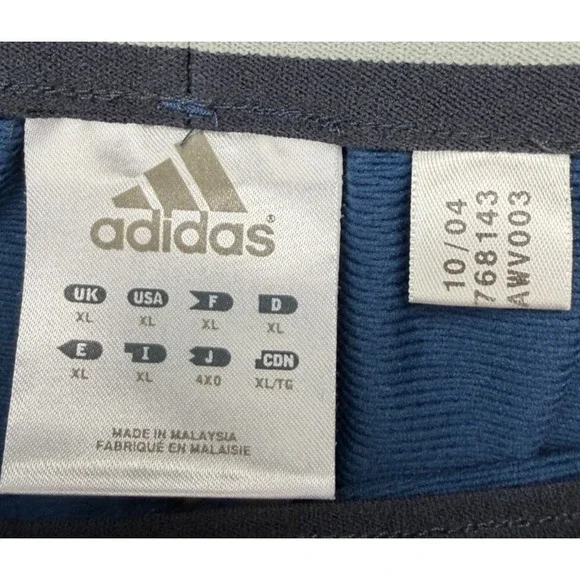 adidas®
UK USA F D
XL XL XL XL
E I J CDN
XL XL 4XO XL/TG
MADE IN MALAYSIA
FABRIQUÉ EN MALAISIE
10/04
768143
AWV003